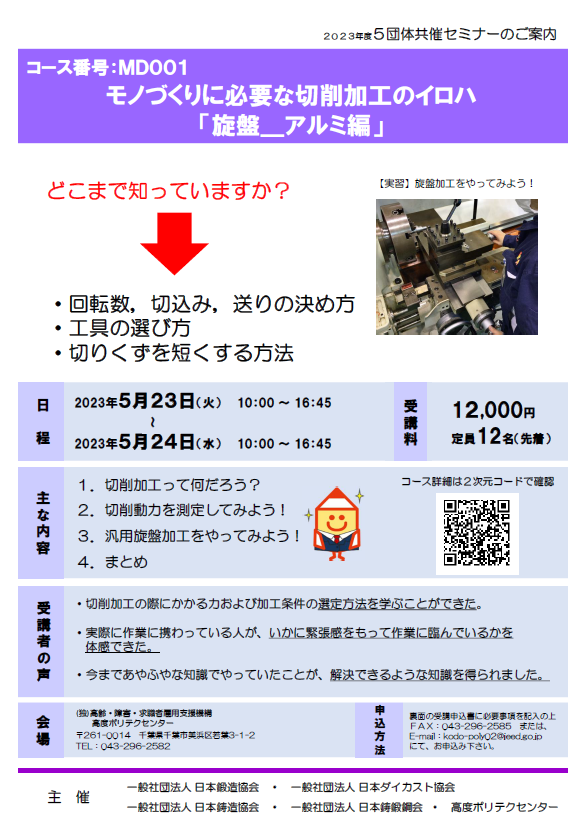 2023年度5団体共催セミナーのご案内
コース番号:MD001
モノづくりに必要な切削加工のイロハ
「旋盤__アルミ編」
どこまで知っていますか?
【実習】旋盤加工をやってみよう!
・回転数,切込み,送りの決め方
・工具の選び方
・切りくずを短くする方法
日程
2023年5月23日(火) 10:00 ~ 16:45
~
2023年5月24日(水) 10:00 ~ 16:45
受講料
12,000円
定員12名(先着)
主な内容
1.切削加工って何だろう?
2.切削動力を測定してみよう!
3.汎用旋盤加工をやってみよう!
4.まとめ
コース詳細は2次元コードで確認
受講者の声
・切削加工の際にかかる力および加工条件の選定方法を学ぶことができた。
・実際に作業に携わっている人が、いかに緊張感をもって作業に臨んでいるかを
体感できた。
・今まであやふやな知識でやっていたことが、解決できるような知識を得られました。
会場
(独)高齢・障害・求職者雇用支援機構
高度ポリテクセンター
〒261-0014 千葉県千葉市美浜区若葉3-1-2
TEL:043-296-2582
申込方法
裏面の受講申込書に必要事項を記入の上
FAX:043-296-2585 または、
E-mail:kodo-poly02@jeed.go.jp
にて、お申込み下さい。
主 催
一般社団法人 日本鍛造協会 ・ 一般社団法人 日本ダイカスト協会
一般社団法人 日本鋳造協会 ・ 一般社団法人 日本鋳鍛鋼会 ・ 高度ポリテクセンター